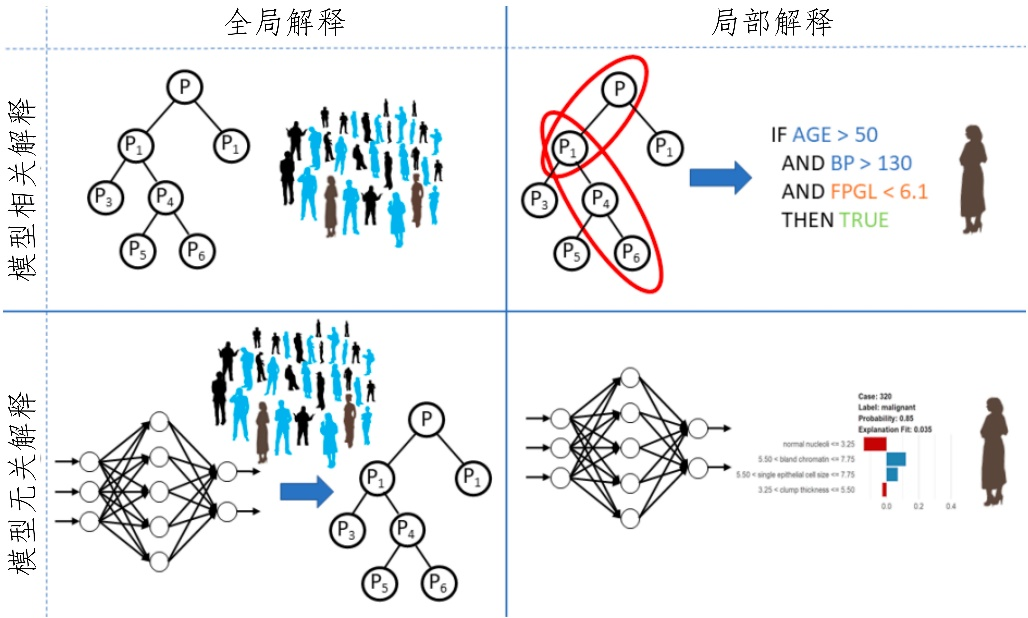 全局解释
局部解释
模型相关解释
P
P1
P1
P3
P4
P5
P6
P
P1
P1
P3
P4
P5
P6
IF AGE > 50
AND BP > 130
AND FPGL < 6.1
THEN TRUE
模型无关解释
P
P1
P1
P3
P4
P5
P6
Case: 320
Label: malignant
Probability: 0.85
Explanation Fit: 0.035
normal nucleoli <= 3.25
5.50 < bland chromatin <= 7.75
5.50 < single epithelial cell size <= 7.75
3.25 < clump thickness <= 5.50
0.0 0.2 0.4